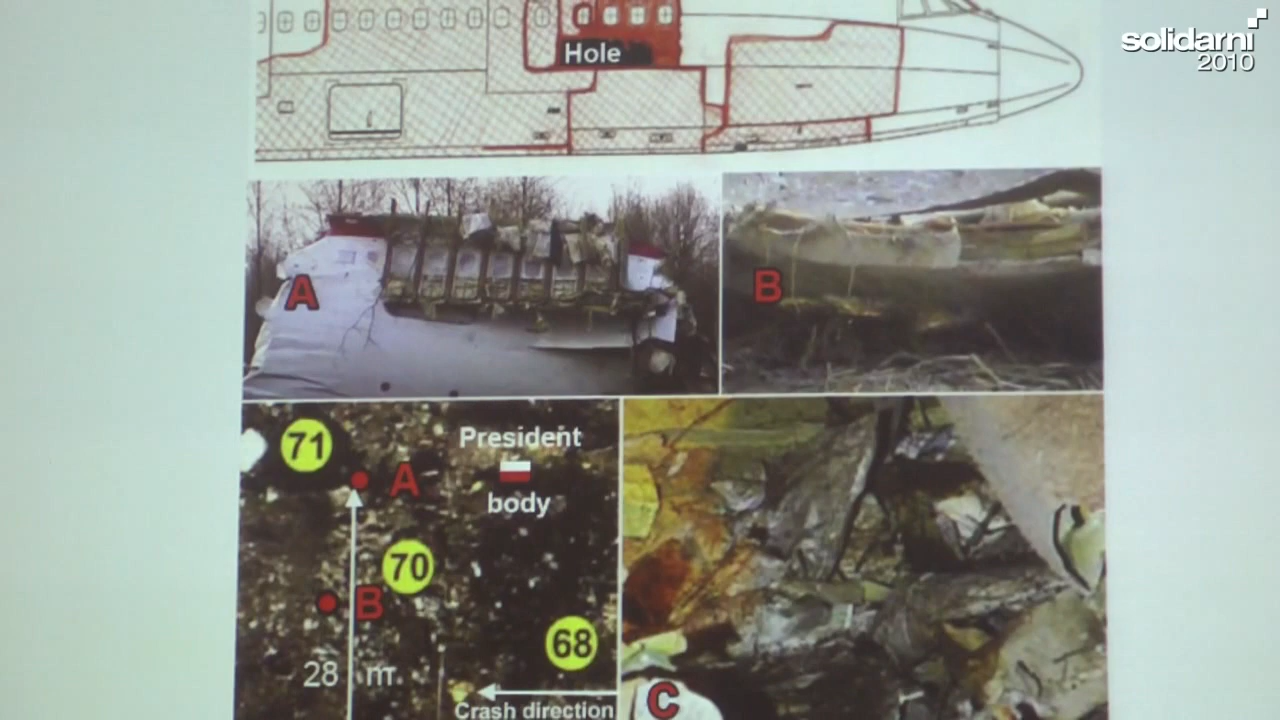 solidarni
2010
Hole
A
B
71
President
A
body
70
B
68
28 m
Crash direction
C